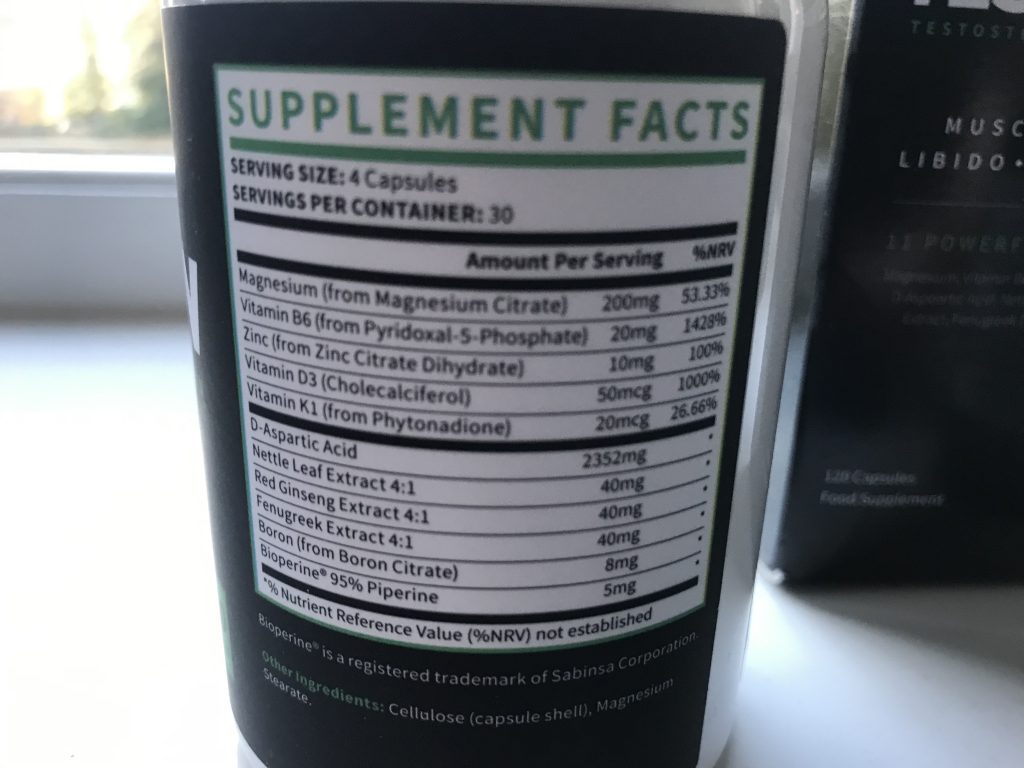 SUPPLEMENT FACTS
SERVING SIZE: 4 Capsules
SERVINGS PER CONTAINER: 30
Amount Per Serving %NRV
Magnesium (from Magnesium Citrate) 200mg 53.33%
Vitamin B6 (from Pyridoxal-5-Phosphate) 20mg 1428%
Zinc (from Zinc Citrate Dihydrate) 10mg 100%
Vitamin D3 (Cholecalciferol) 50mcg 1000%
Vitamin K1 (from Phytonadione) 20mcg 26.66%
D-Aspartic Acid 2352mg *
Nettle Leaf Extract 4:1 40mg *
Red Ginseng Extract 4:1 40mg *
Fenugreek Extract 4:1 40mg *
Boron (from Boron Citrate) 8mg *
Bioperine® 95% Piperine 5mg *
*% Nutrient Reference Value (%NRV) not established
Bioperine® is a registered trademark of Sabinsa Corporation.
Other ingredients: Cellulose (capsule shell), Magnesium
Stearate.
N
TESTOSTE
MUSC
LIBIDO •
11 POWERF
120 Capsules
Food Supplement